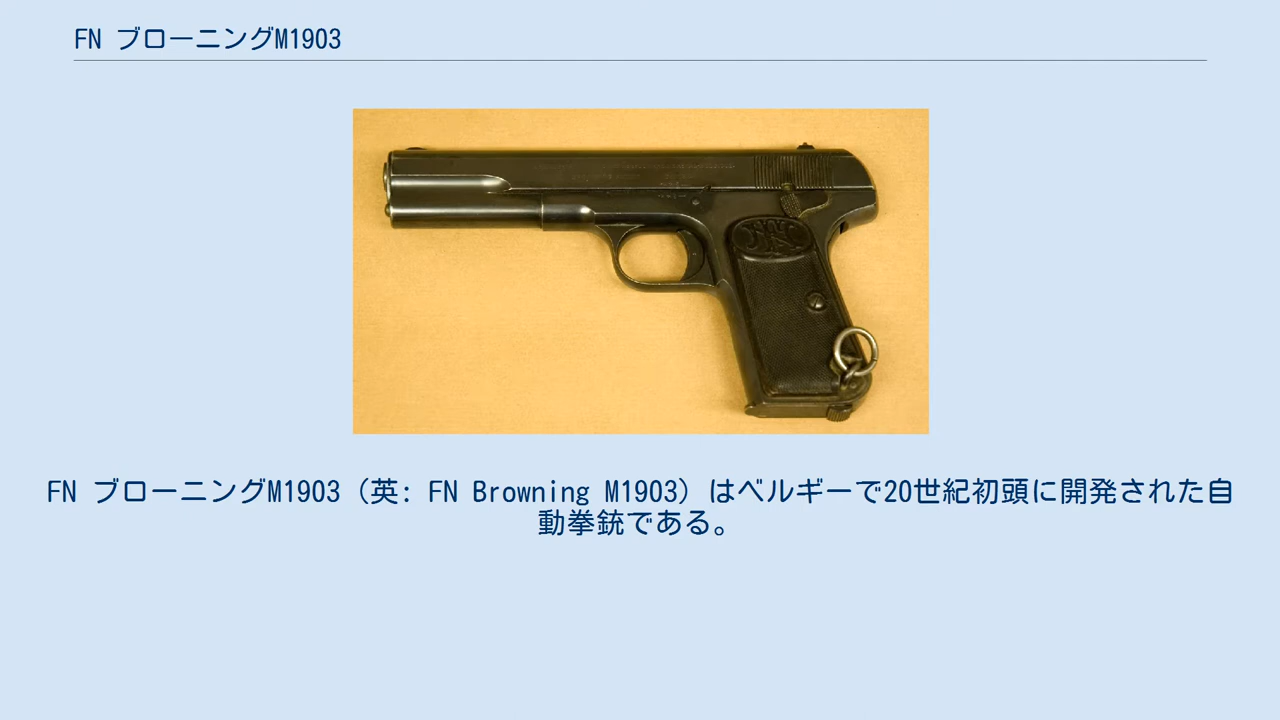 FN ブローニングM1903
FN ブローニングM1903（英: FN Browning M1903）はベルギーで20世紀初頭に開発された自
動拳銃である。